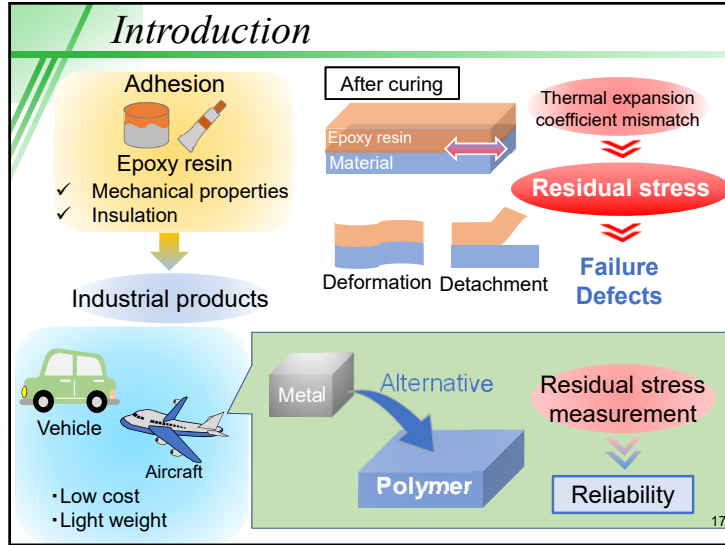 Introduction
Adhesion
Epoxy resin
✓ Mechanical properties
✓ Insulation
Industrial products
After curing
Epoxy resin
Material
Thermal expansion
coefficient mismatch
Residual stress
Deformation
Detachment
Failure
Defects
Vehicle
Aircraft
・Low cost
・Light weight
Metal
Alternative
Polymer
Residual stress
measurement
Reliability
17